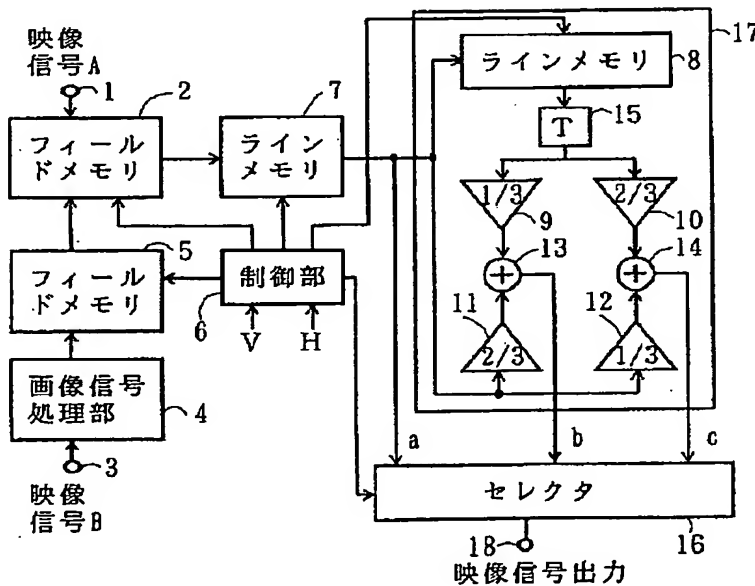 映像
信号A
1
2
7
17
ラインメモリ
8
フィール
ドメモリ
ライン
メモリ
T
15
1/3
2/3
9
10
5
13
14
フィール
ドメモリ
制御部
6
V
H
11
12
2/3
1/3
画像信号
処理部
4
a
b
c
3
映像
信号B
セレクタ
18
16
映像信号出力